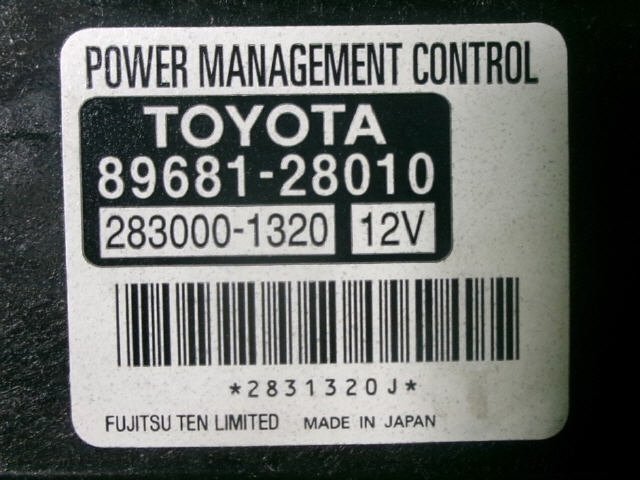 POWER MANAGEMENT CONTROL
TOYOTA
89681-28010
283000-1320 12V
*2831320J*
FUJITSU TEN LIMITED MADE IN JAPAN